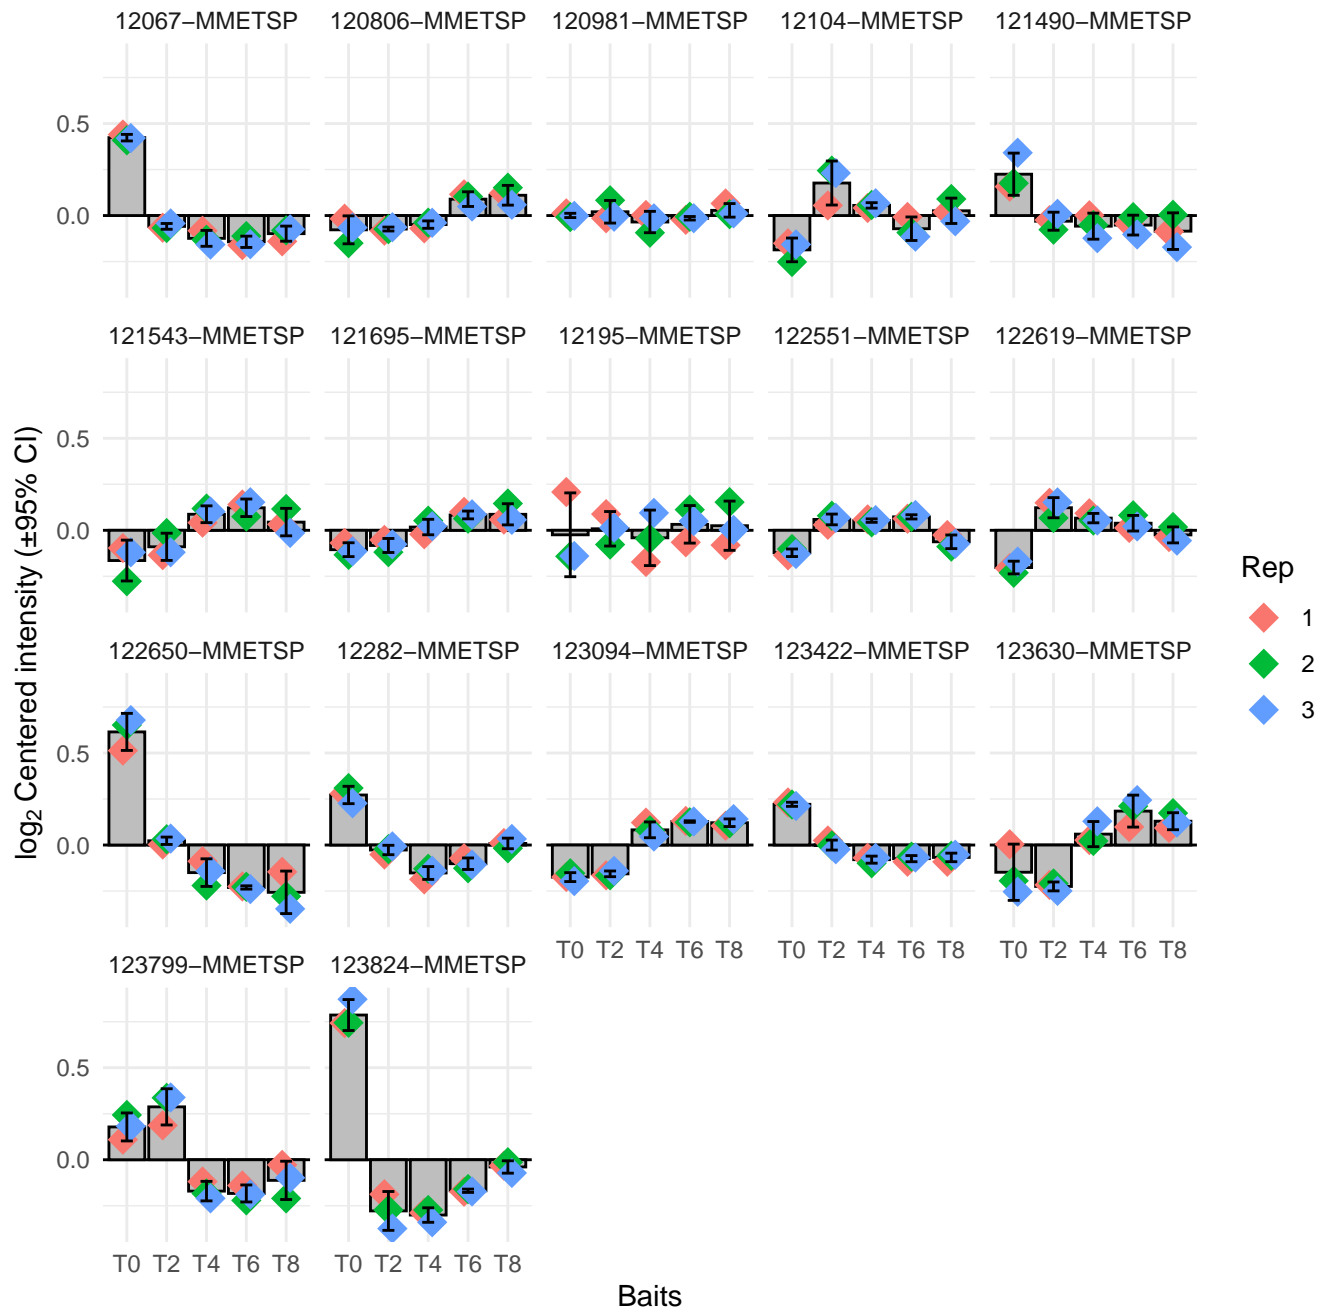 12067−MMETSP 120806−MMETSP 120981−MMETSP 12104−MMETSP 121490−MMETSP
0.5
0.0
121543−MMETSP 121695−MMETSP 12195−MMETSP 122551−MMETSP 122619−MMETSP
0.5
0.0
122650−MMETSP 12282−MMETSP 123094−MMETSP 123422−MMETSP 123630−MMETSP
0.5
0.0
T0 T2 T4 T6 T8 T0 T2 T4 T6 T8 T0 T2 T4 T6 T8
123799−MMETSP 123824−MMETSP
0.5
0.0
T0 T2 T4 T6 T8 T0 T2 T4 T6 T8
Baits
log2 Centered intensity (±95% CI)
Rep
1
2
3